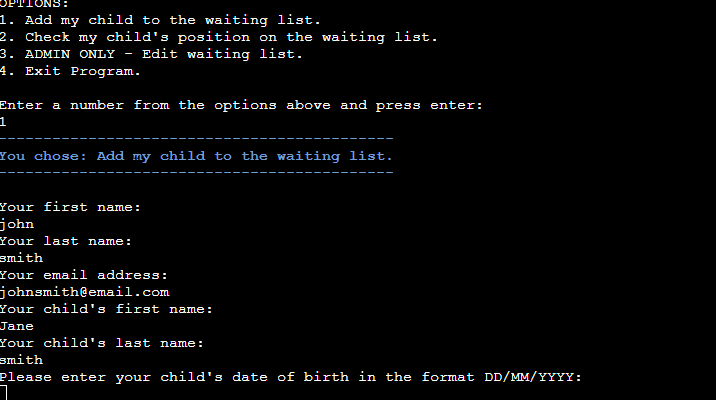 OPTIONS:
1. Add my child to the waiting list.
2. Check my child's position on the waiting list.
3. ADMIN ONLY - Edit waiting list.
4. Exit Program.
Enter a number from the options above and press enter:
1
--------------------------------------------
You chose: Add my child to the waiting list.
--------------------------------------------
Your first name:
john
Your last name:
smith
Your email address:
johnsmith@email.com
Your child's first name:
Jane
Your child's last name:
smith
Please enter your child's date of birth in the format DD/MM/YYYY: